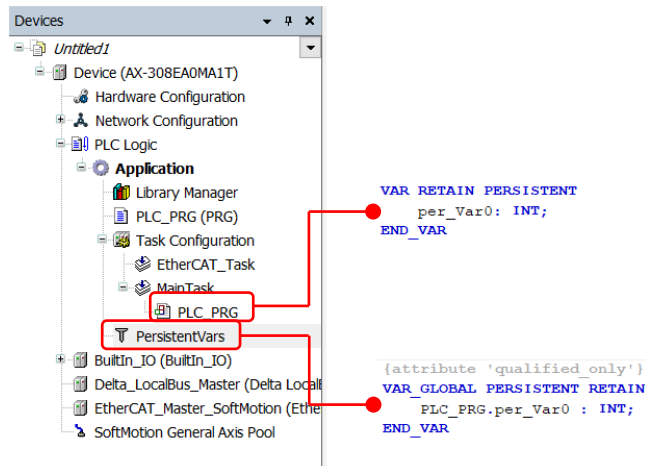 Devices
Untitled1
Device (AX-308EA0MA1T)
Hardware Configuration
Network Configuration
PLC Logic
Application
Library Manager
PLC_PRG (PRG)
Task Configuration
EtherCAT_Task
MainTask
PLC_PRG
PersistentVars
BuiltIn_IO (BuiltIn_IO)
Delta_LocalBus_Master (Delta Local
EtherCAT_Master_SoftMotion (Ethe
SoftMotion General Axis Pool
VAR RETAIN PERSISTENT
per_Var0: INT;
END_VAR
{attribute 'qualified_only'}
VAR_GLOBAL PERSISTENT RETAIN
PLC_PRG.per_Var0 : INT;
END_VAR